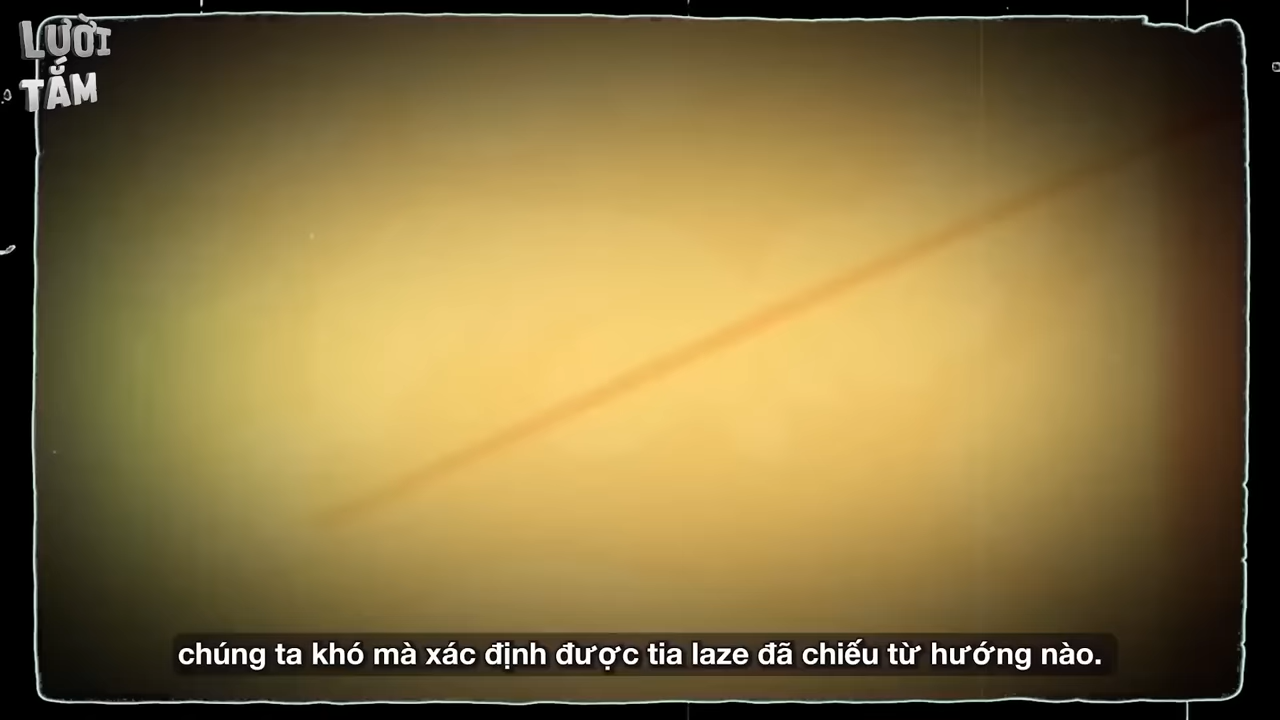 LƯỜI
TẮM
chúng ta khó mà xác định được tia laze đã chiếu từ hướng nào.